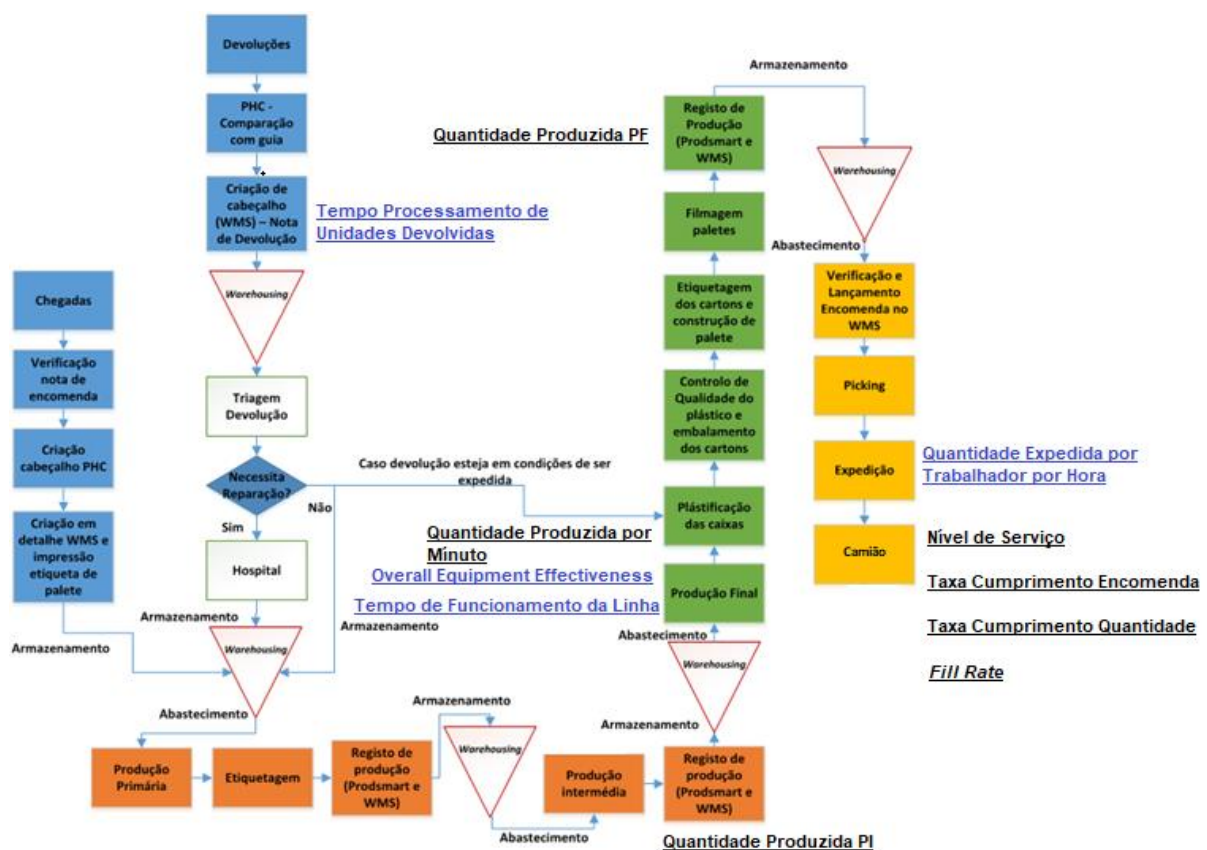 Devoluções
PHC -
Comparação
com guia
Criação de
cabeçalho
(WMS) – Nota
de Devolução
Tempo Processamento de
Unidades Devolvidas
Warehousing
Triagem
Devolução
Necessita
Reparação?
Sim
Não
Caso devolução esteja em condições de ser
expedida
Hospital
Armazenamento
Armazenamento
Chegadas
Verificação
nota de
encomenda
Criação
cabeçalho PHC
Criação em
detalhe WMS e
impressão
etiqueta de
palete
Armazenamento
Warehousing
Abastecimento
Produção
Primária
Etiquetagem
Registo de
produção
(Prodsmart e
WMS)
Armazenamento
Warehousing
Abastecimento
Produção
intermédia
Registo de
produção
(Prodsmart e
WMS)
Quantidade Produzida PI
Armazenamento
Warehousing
Abastecimento
Produção Final
Quantidade Produzida por
Mínuto
Overall Equipment Effectiveness
Tempo de Funcionamento da Linha
Plástificação
das caixas
Controlo de
Qualidade do
plástico e
embalamento
dos cartons
Etiquetagem
dos cartons e
construção de
palete
Filmagem
paletes
Registo de
Produção
(Prodsmart e
WMS)
Quantidade Produzida PF
Armazenamento
Warehousing
Abastecimento
Verificação e
Lançamento
Encomenda no
WMS
Picking
Expedição
Quantidade Expedida por
Trabalhador por Hora
Camião
Nível de Serviço
Taxa Cumprimento Encomenda
Taxa Cumprimento Quantidade
Fill Rate